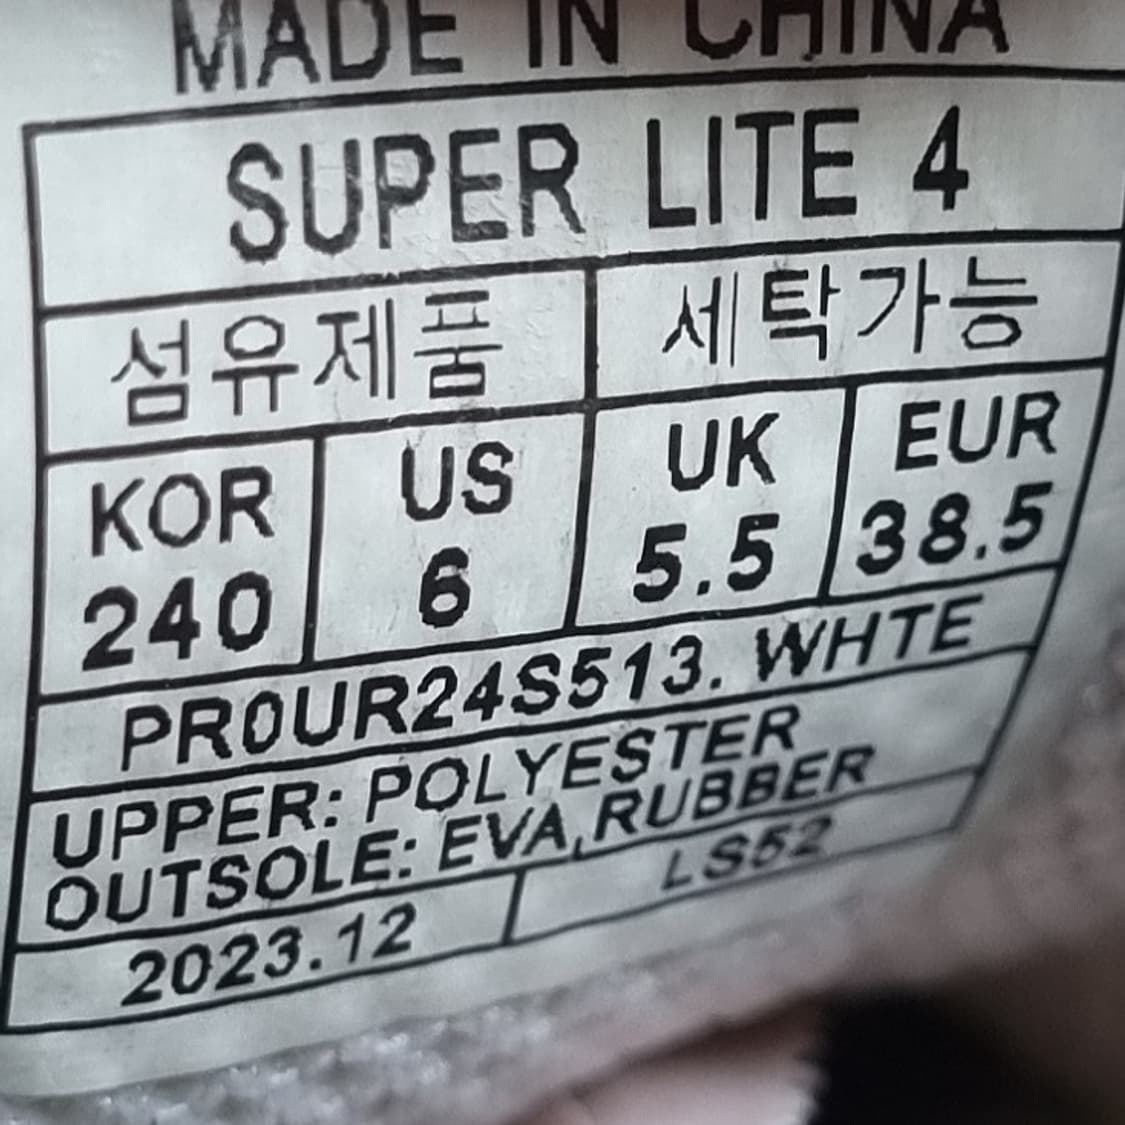 MADE IN CHINA
SUPER LITE 4
섬유제품 세탁가능
KOR US UK EUR
240 6 5.5 38.5
PR0UR24S513. WHTE
UPPER: POLYESTER
OUTSOLE: EVA,RUBBER
2023.12 LS52